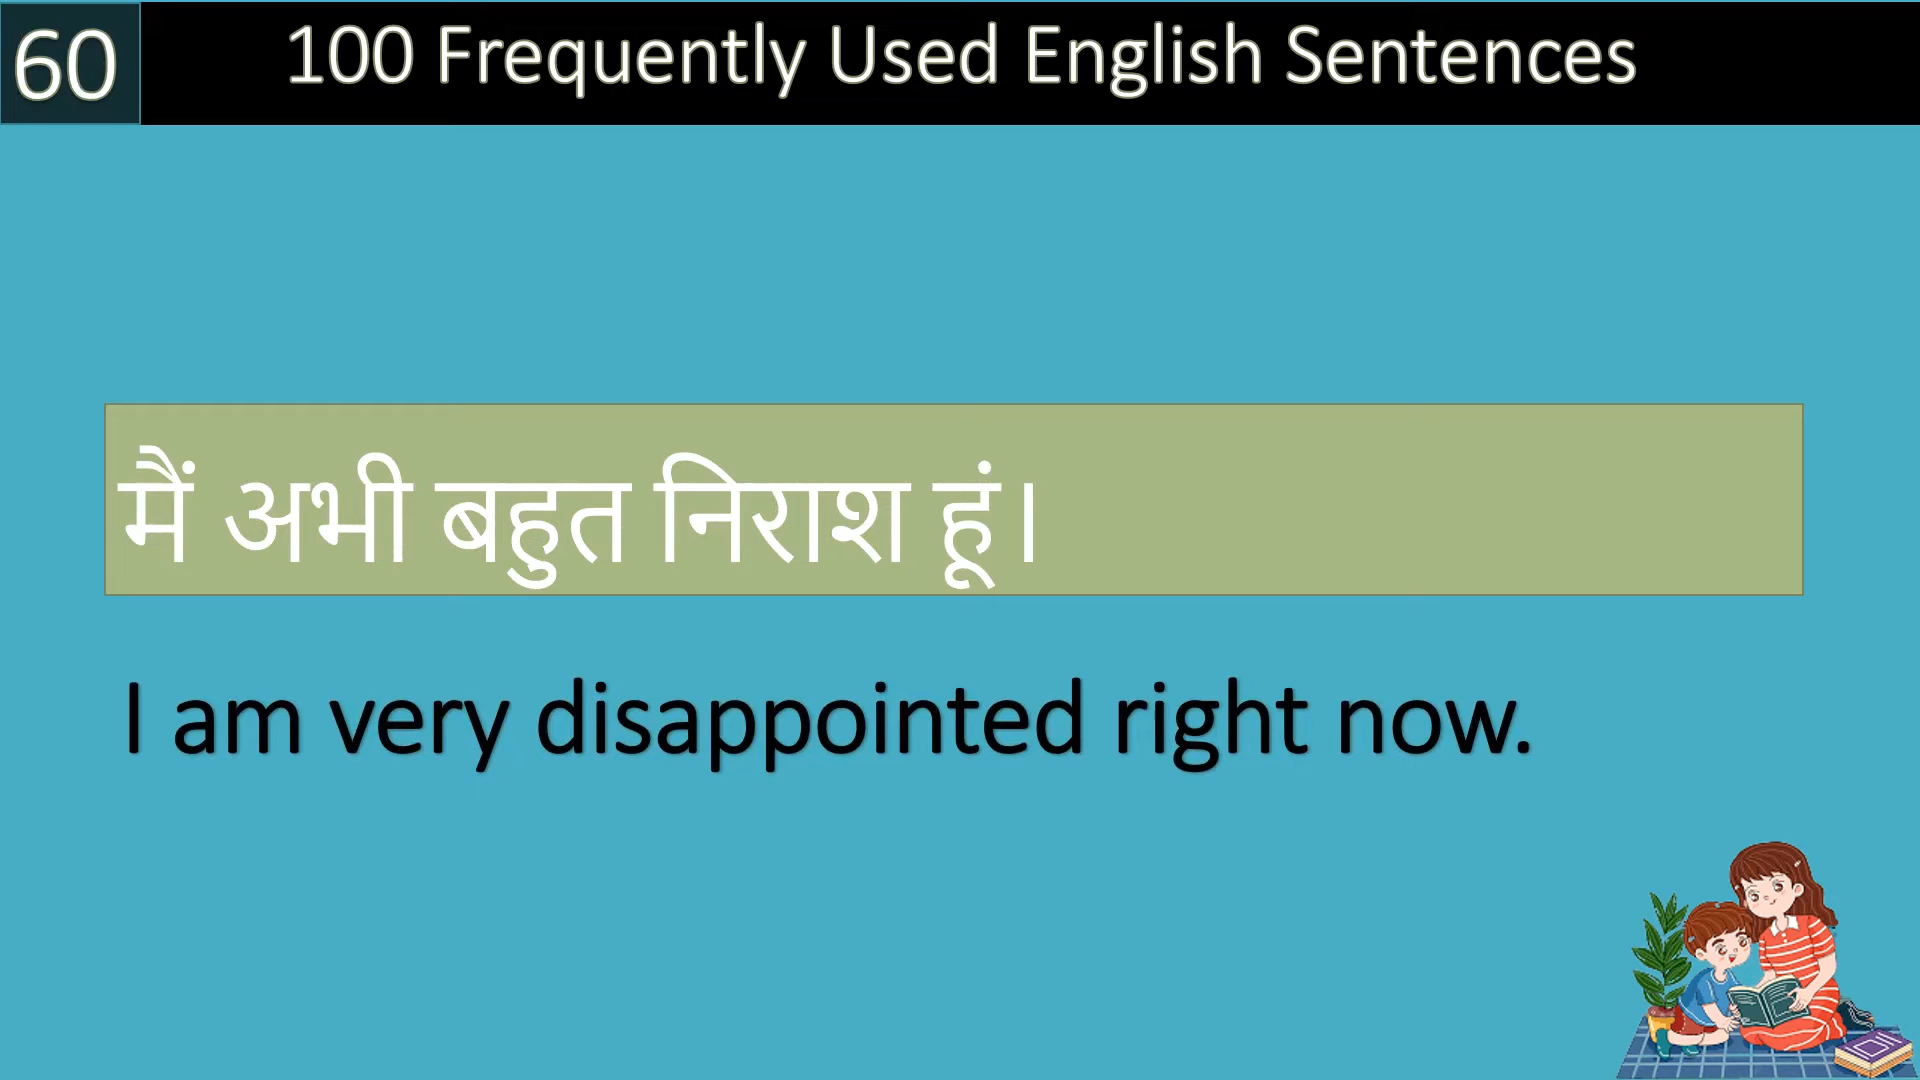 60
100 Frequently Used English Sentences
मैं अभी बहुत निराश हूं।
I am very disappointed right now.